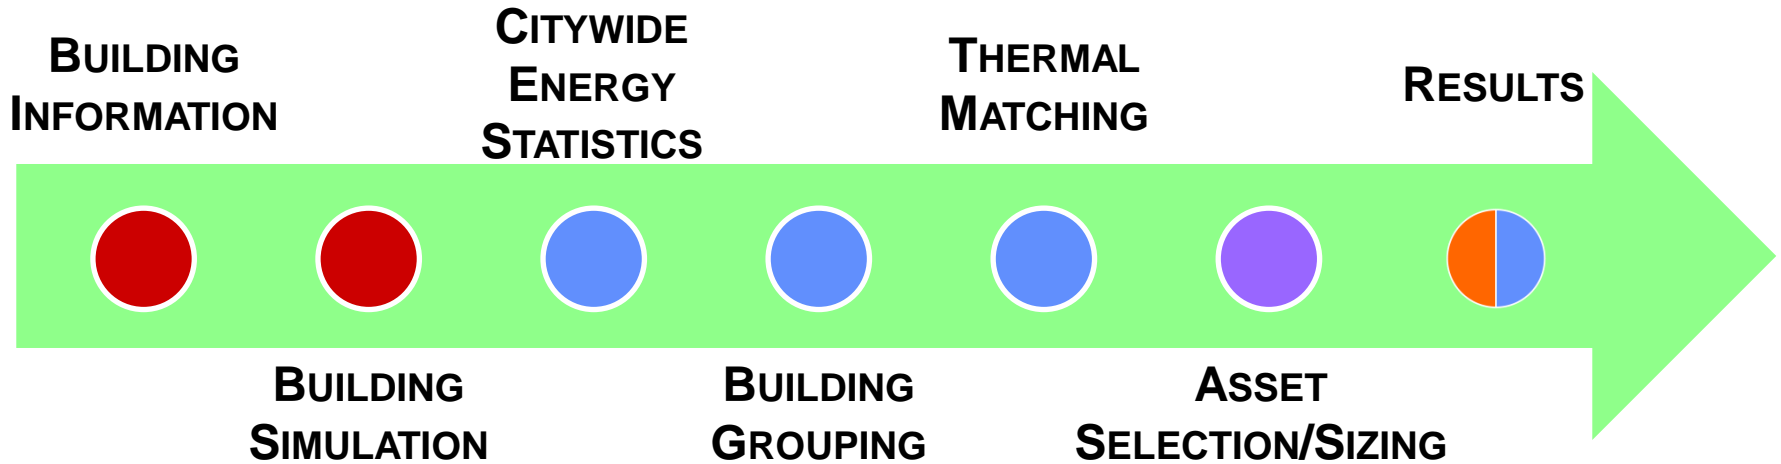 BUILDING
INFORMATION
CITYWIDE
ENERGY
STATISTICS
THERMAL
MATCHING
RESULTS
BUILDING
SIMULATION
BUILDING
GROUPING
ASSET
SELECTION/SIZING